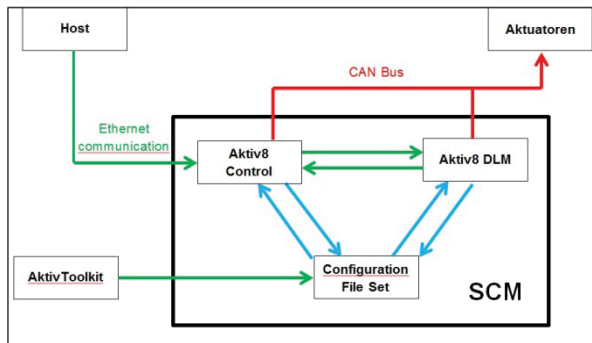 Host
Aktuatoren
CAN Bus
Ethernet
communication
Aktiv8
Control
Aktiv8 DLM
AktivToolkit
Configuration
File Set
SCM